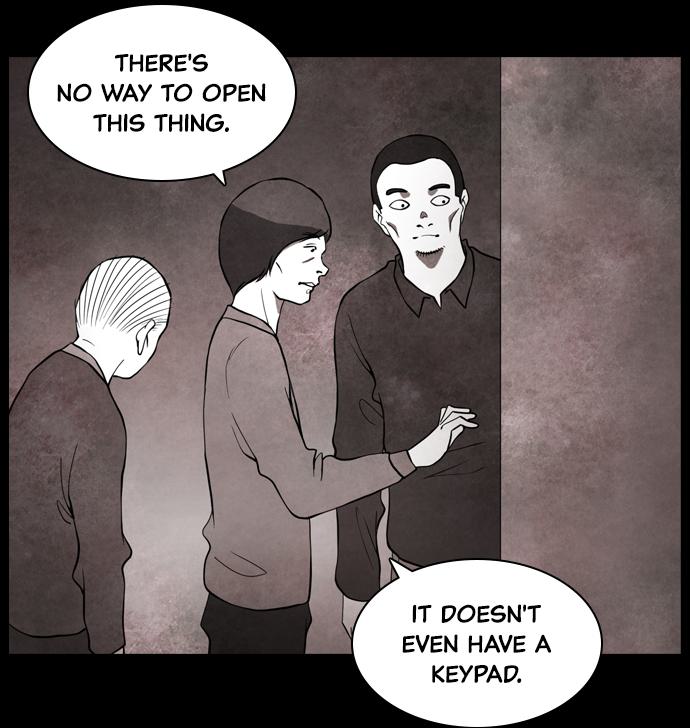 THERE'S
NO WAY TO OPEN
THIS THING.
IT DOESN'T
EVEN HAVE A
KEYPAD.